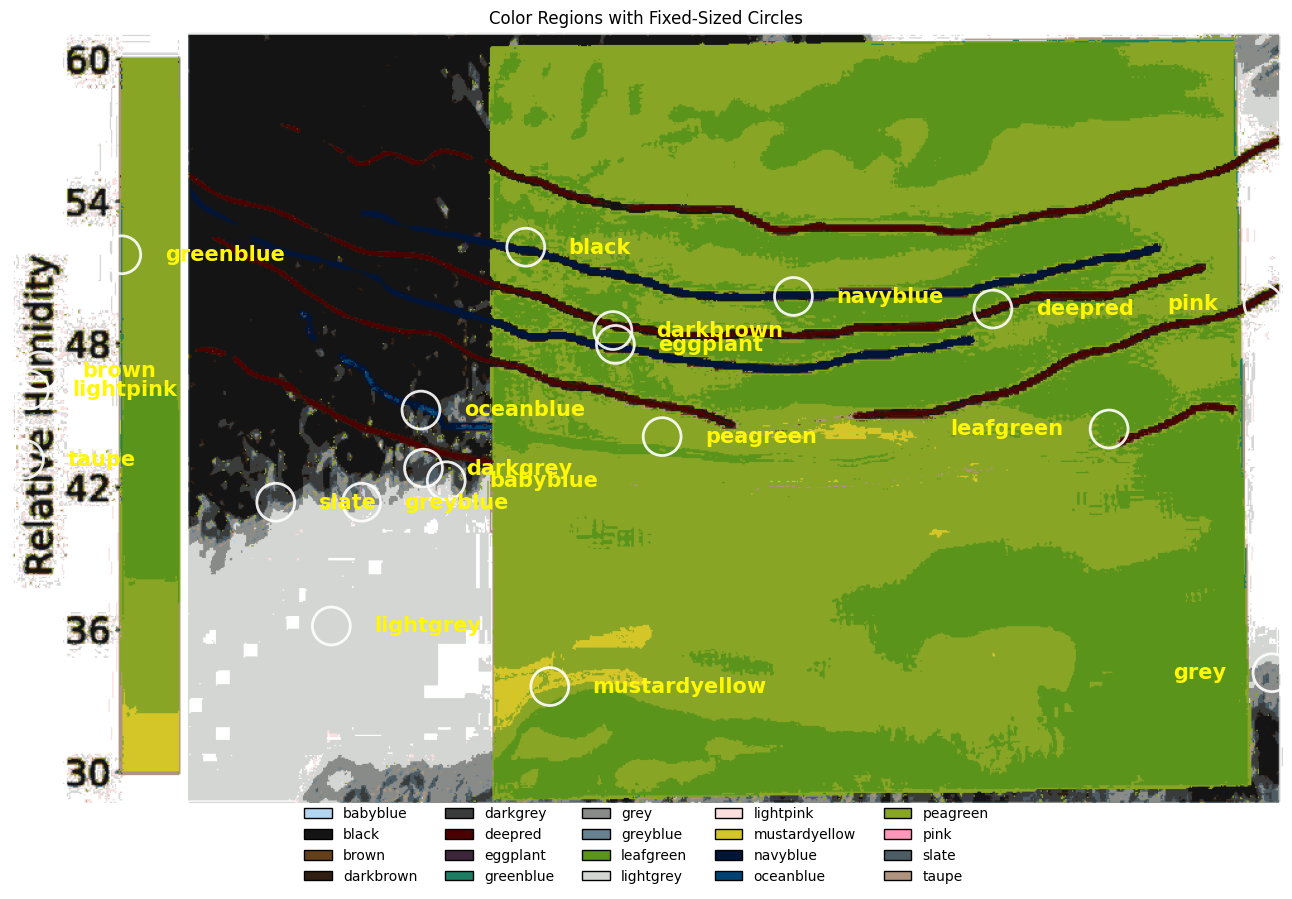 Color Regions with Fixed-Sized Circles
60
54
48
42
36
30
Relative Humidity
greenblue
black
navyblue
deepred
pink
darkbrown
eggplant
brown
lightpink
oceanblue
peagreen
leafgreen
taupe
darkgrey
babyblue
slate
greyblue
lightgrey
grey
mustardyellow
babyblue
black
brown
darkbrown
darkgrey
deepred
eggplant
greenblue
grey
greyblue
leafgreen
lightgrey
lightpink
mustardyellow
navyblue
oceanblue
peagreen
pink
slate
taupe